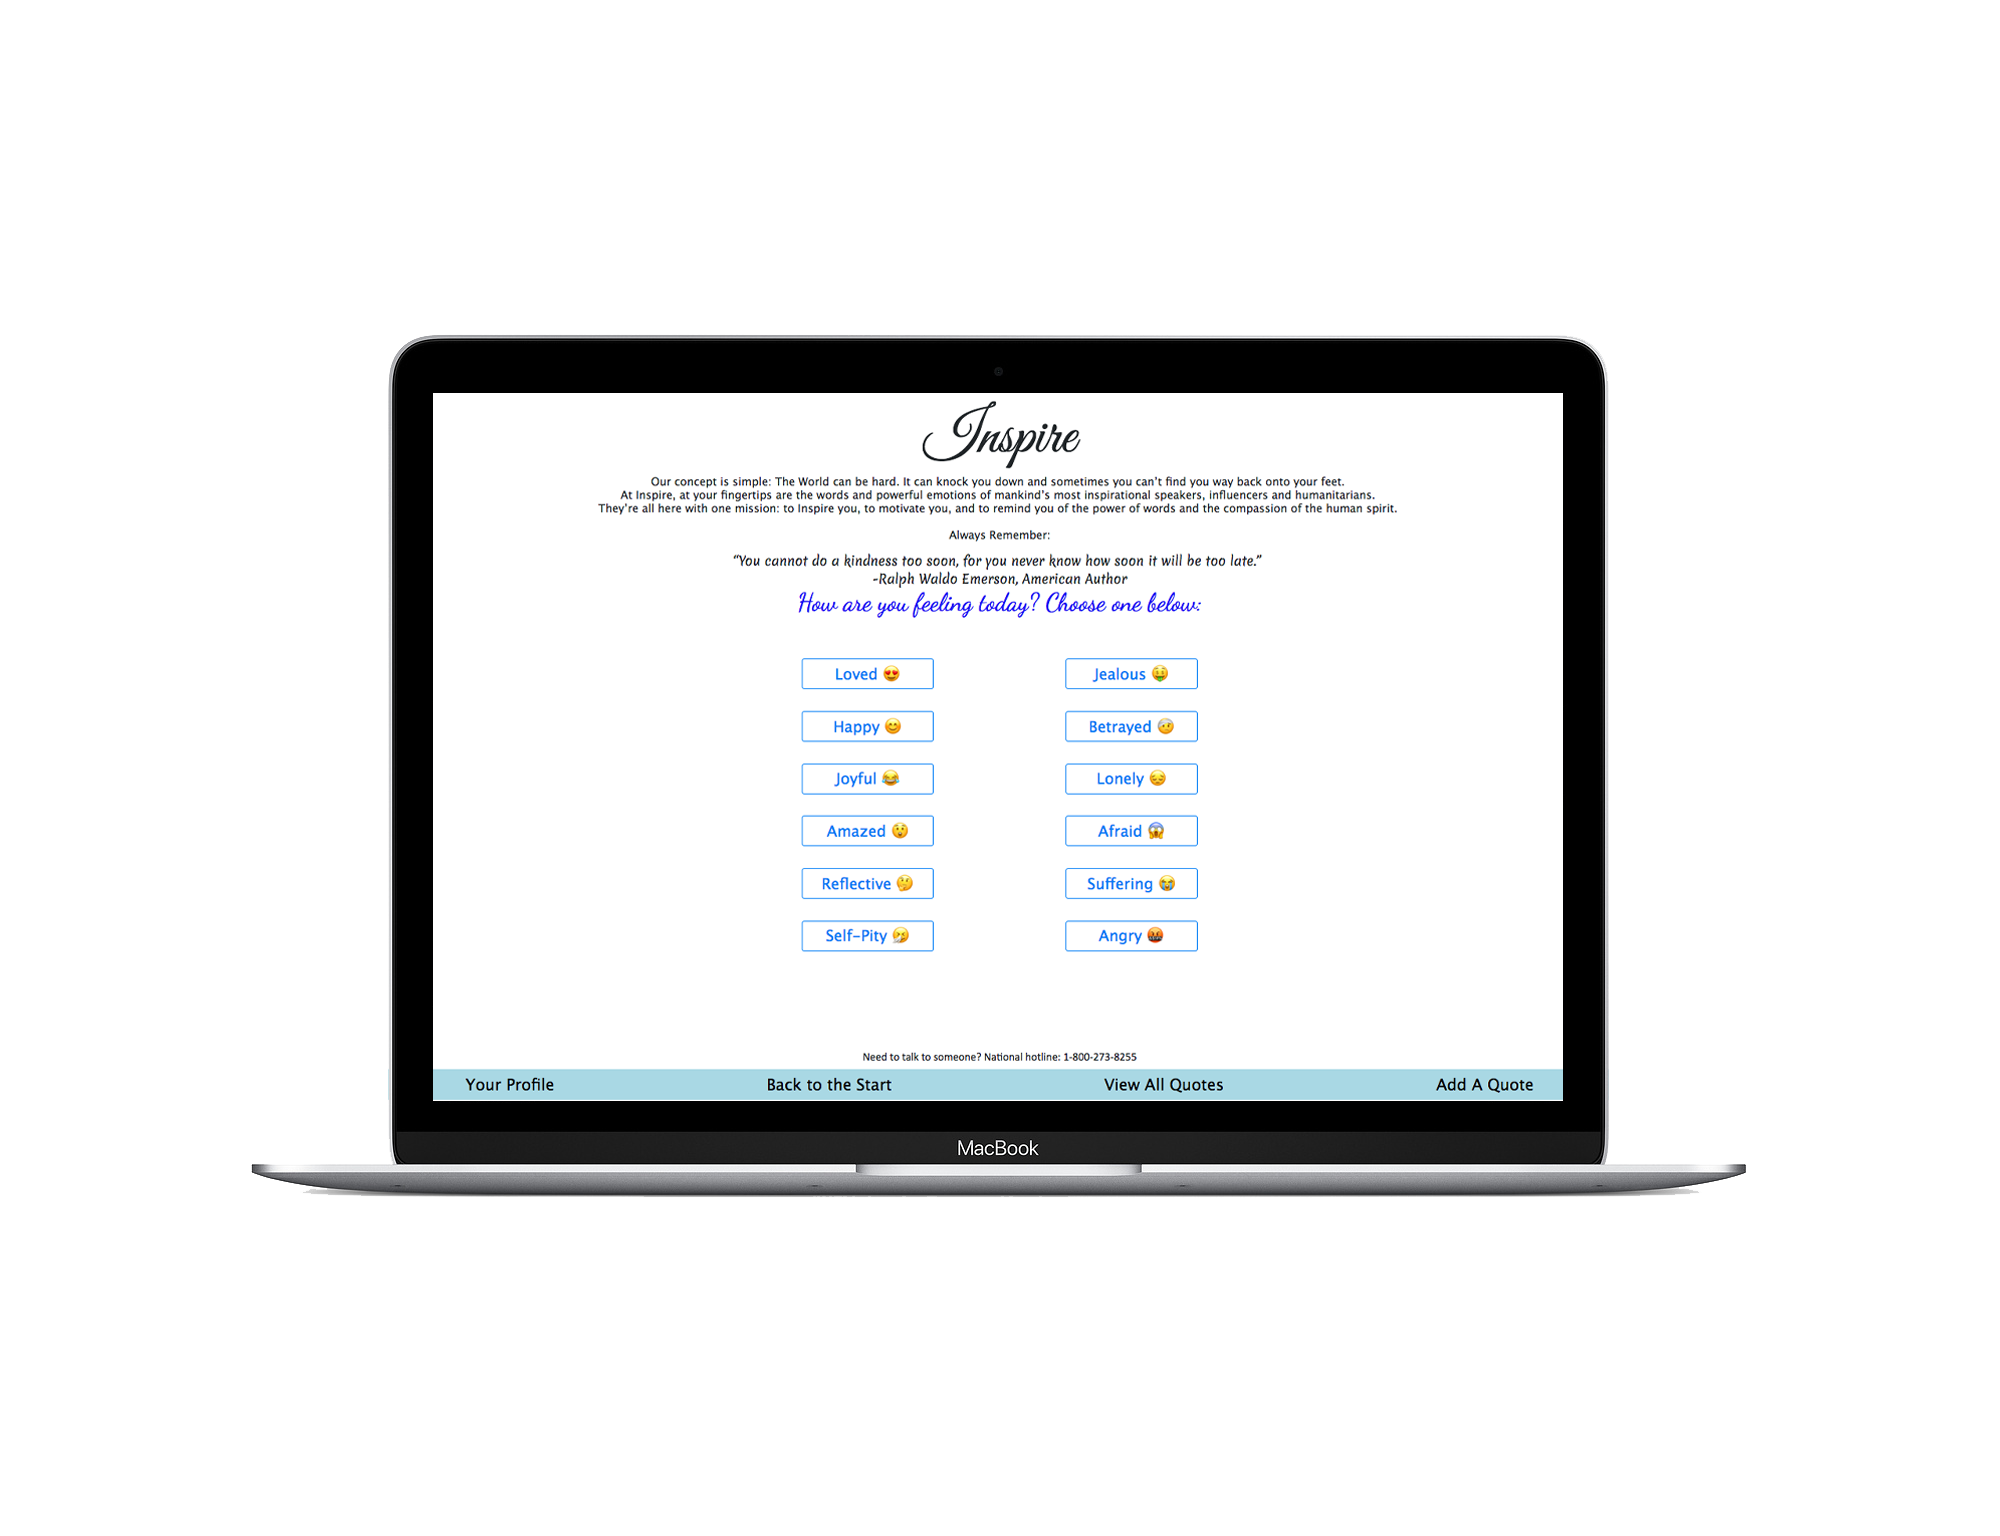 Inspire
Our concept is simple: The World can be hard. It can knock you down and sometimes you can't find you way back onto your feet.
At Inspire, at your fingertips are the words and powerful emotions of mankind's most inspirational speakers, influencers and humanitarians.
They're all here with one mission: to Inspire you, to motivate you, and to remind you of the power of words and the compassion of the human spirit.
Always Remember:
“You cannot do a kindness too soon, for you never know how soon it will be too late.”
-Ralph Waldo Emerson, American Author
How are you feeling today? Choose one below:
Loved 😍
Jealous 🤑
Happy 😊
Betrayed 🤕
Joyful 😂
Lonely 😔
Amazed 😲
Afraid 😱
Reflective 🤔
Suffering 😭
Self-Pity 🤧
Angry 🤬
Need to talk to someone? National hotline: 1-800-273-8255
Your Profile
Back to the Start
View All Quotes
Add A Quote
MacBook